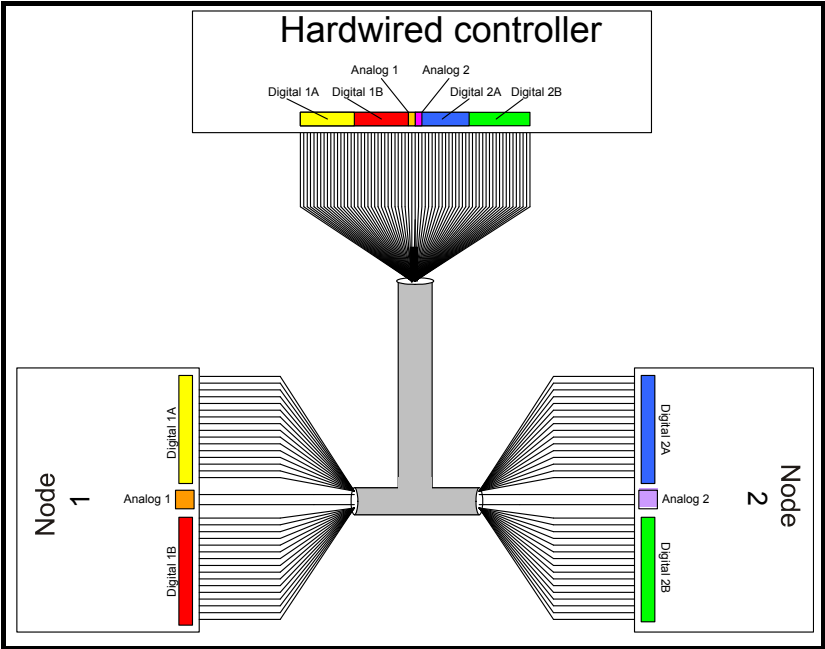 Hardwired controller
Analog 1
Analog 2
Digital 1A
Digital 1B
Digital 2A
Digital 2B
Node
1
Digital 1A
Analog 1
Digital 1B
Digital 2A
Analog 2
Digital 2B
Node
2